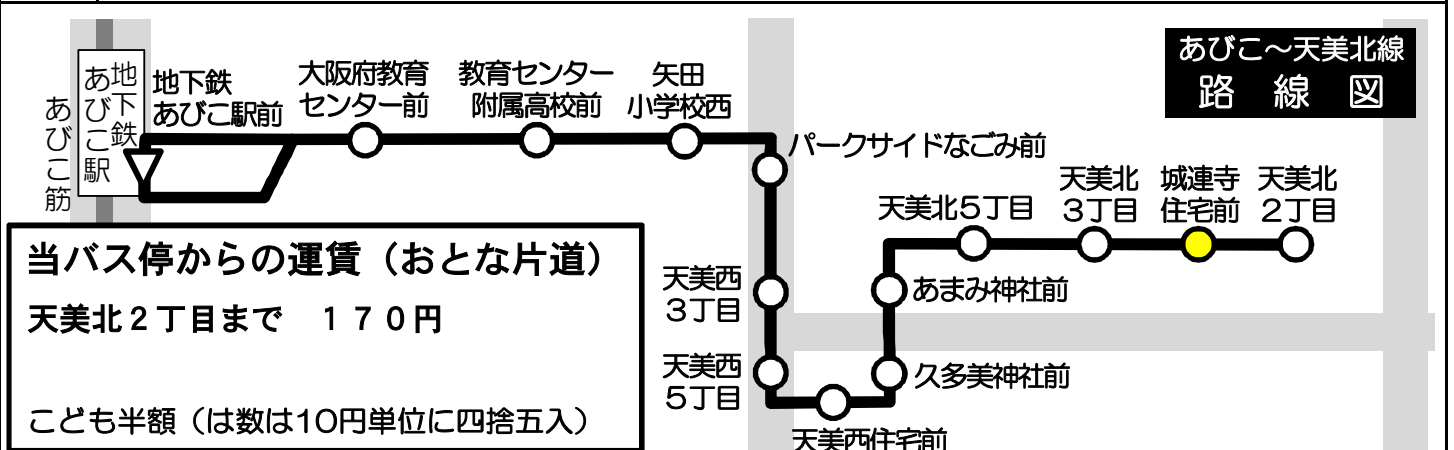 あびこ～天美北線
路線図
あびこ筋
地下鉄
あびこ駅
地下鉄
あびこ駅前
大阪府教育
センター前
教育センター
附属高校前
矢田
小学校西
パークサイドなごみ前
天美西
3丁目
天美西
5丁目
天美西住宅前
久多美神社前
あまみ神社前
天美北5丁目
天美北
3丁目
城連寺
住宅前
天美北
2丁目
当バス停からの運賃（おとな片道）
天美北２丁目まで　１７０円
こども半額（は数は10円単位に四捨五入）